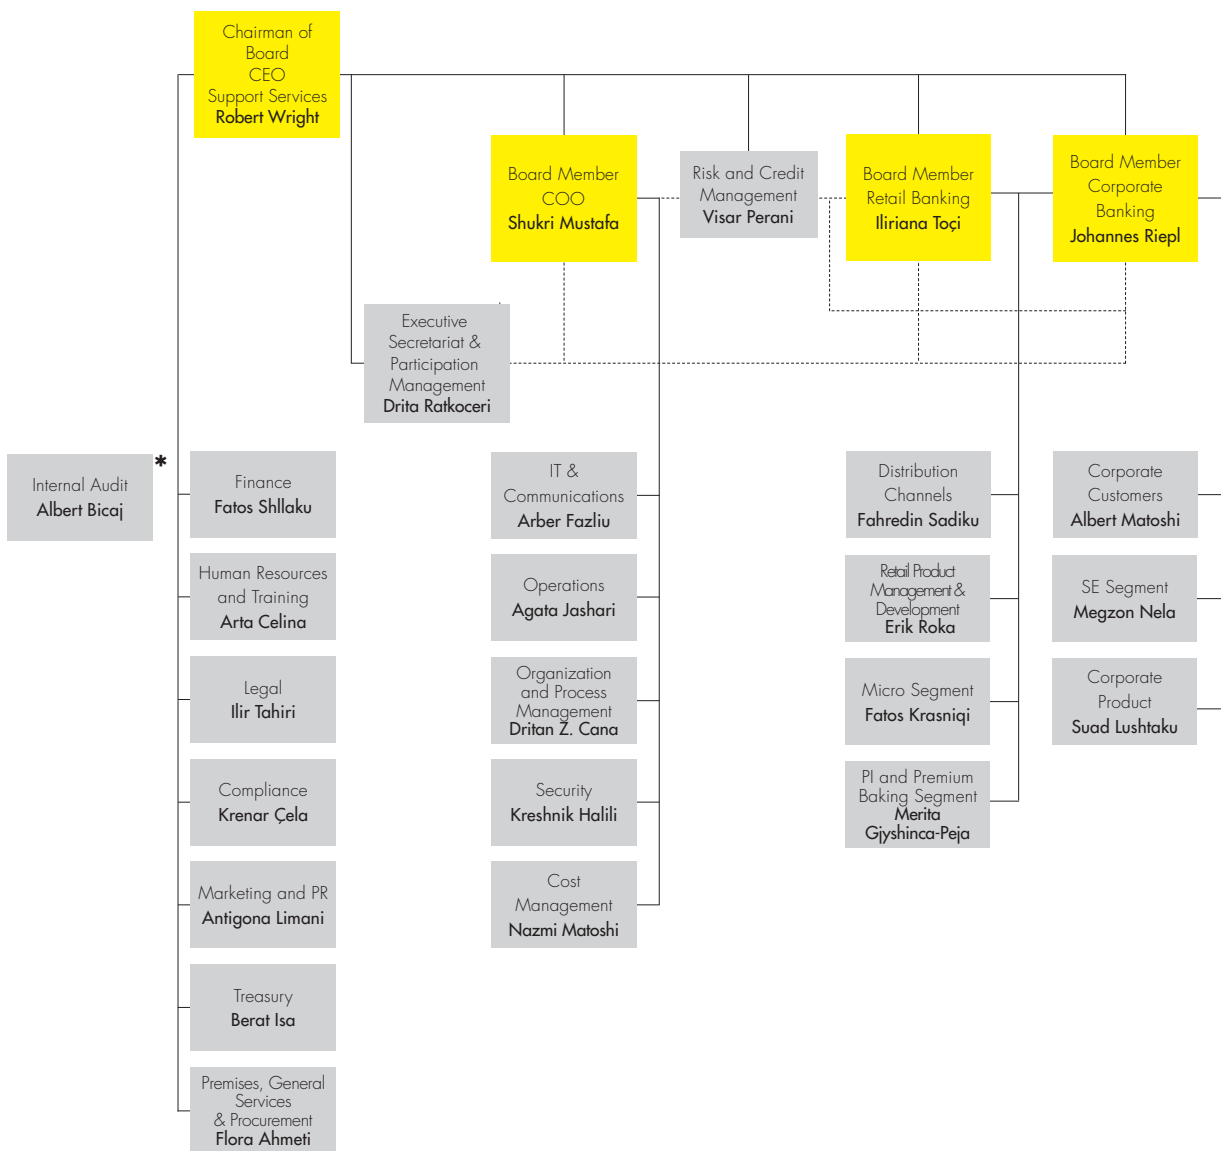 Chairman of
Board
CEO
Support Services
Robert Wright
Board Member
COO
Shukri Mustafa
Risk and Credit
Management
Visar Perani
Board Member
Retail Banking
Iliriana Toçi
Board Member
Corporate
Banking
Johannes Riepl
Executive
Secretariat &
Participation
Management
Drita Ratkoceri
Internal Audit
Albert Bicaj
*
Finance
Fatos Shllaku
Human Resources
and Training
Arta Celina
Legal
Ilir Tahiri
Compliance
Krenar Çela
Marketing and PR
Antigona Limani
Treasury
Berat Isa
Premises, General
Services
& Procurement
Flora Ahmeti
IT &
Communications
Arber Fazliu
Operations
Agata Jashari
Organization
and Process
Management
Dritan Z. Cana
Security
Kreshnik Halili
Cost
Management
Nazmi Matoshi
Distribution
Channels
Fahredin Sadiku
Retail Product
Management &
Development
Erik Roka
Micro Segment
Fatos Krasniqi
PI and Premium
Baking Segment
Merita
Gjyshinca-Peja
Corporate
Customers
Albert Matoshi
SE Segment
Megzon Nela
Corporate
Product
Suad Lushtaku